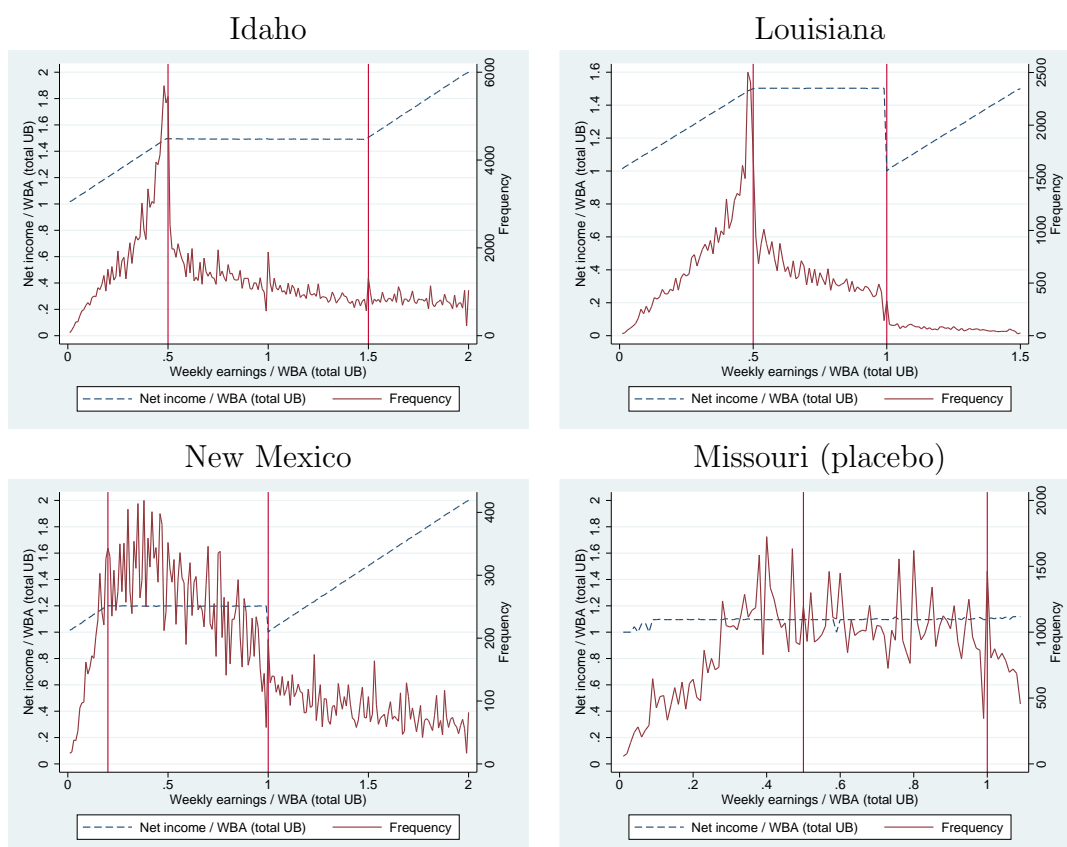 Idaho
Net income / WBA (total UB)
0 .2 .4 .6 .8 1 1.2 1.4 1.6 1.8 2
0 2000 4000 6000
Frequency
0 .5 1 1.5 2
Weekly earnings / WBA (total UB)
Net income / WBA (total UB) Frequency
Louisiana
Net income / WBA (total UB)
0 .2 .4 .6 .8 1 1.2 1.4 1.6
0 500 1000 1500 2000 2500
Frequency
0 .5 1 1.5
Weekly earnings / WBA (total UB)
Net income / WBA (total UB) Frequency
New Mexico
Net income / WBA (total UB)
0 .2 .4 .6 .8 1 1.2 1.4 1.6 1.8 2
0 100 200 300 400
Frequency
0 .5 1 1.5 2
Weekly earnings / WBA (total UB)
Net income / WBA (total UB) Frequency
Missouri (placebo)
Net income / WBA (total UB)
0 .2 .4 .6 .8 1 1.2 1.4 1.6 1.8 2
0 500 1000 1500 2000
Frequency
0 .2 .4 .6 .8 1
Weekly earnings / WBA (total UB)
Net income / WBA (total UB) Frequency